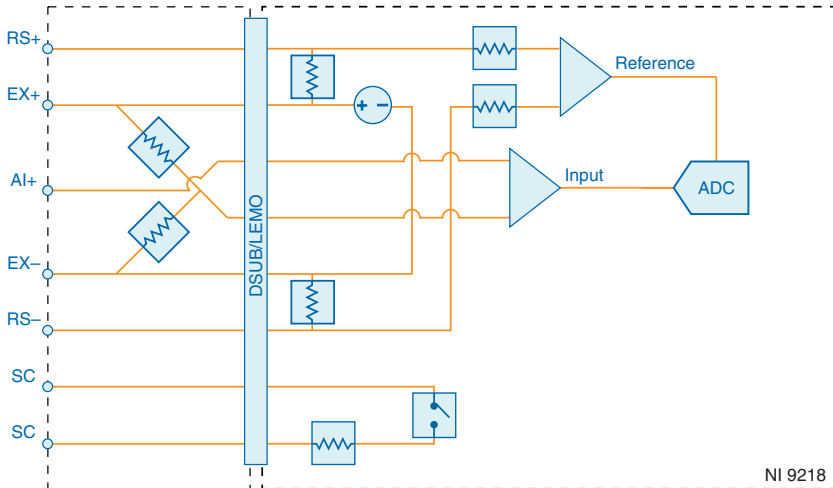 RS+
EX+
AI+
EX–
RS–
SC
SC
DSUB/LEMO
+ –
Reference
Input
ADC
NI 9218